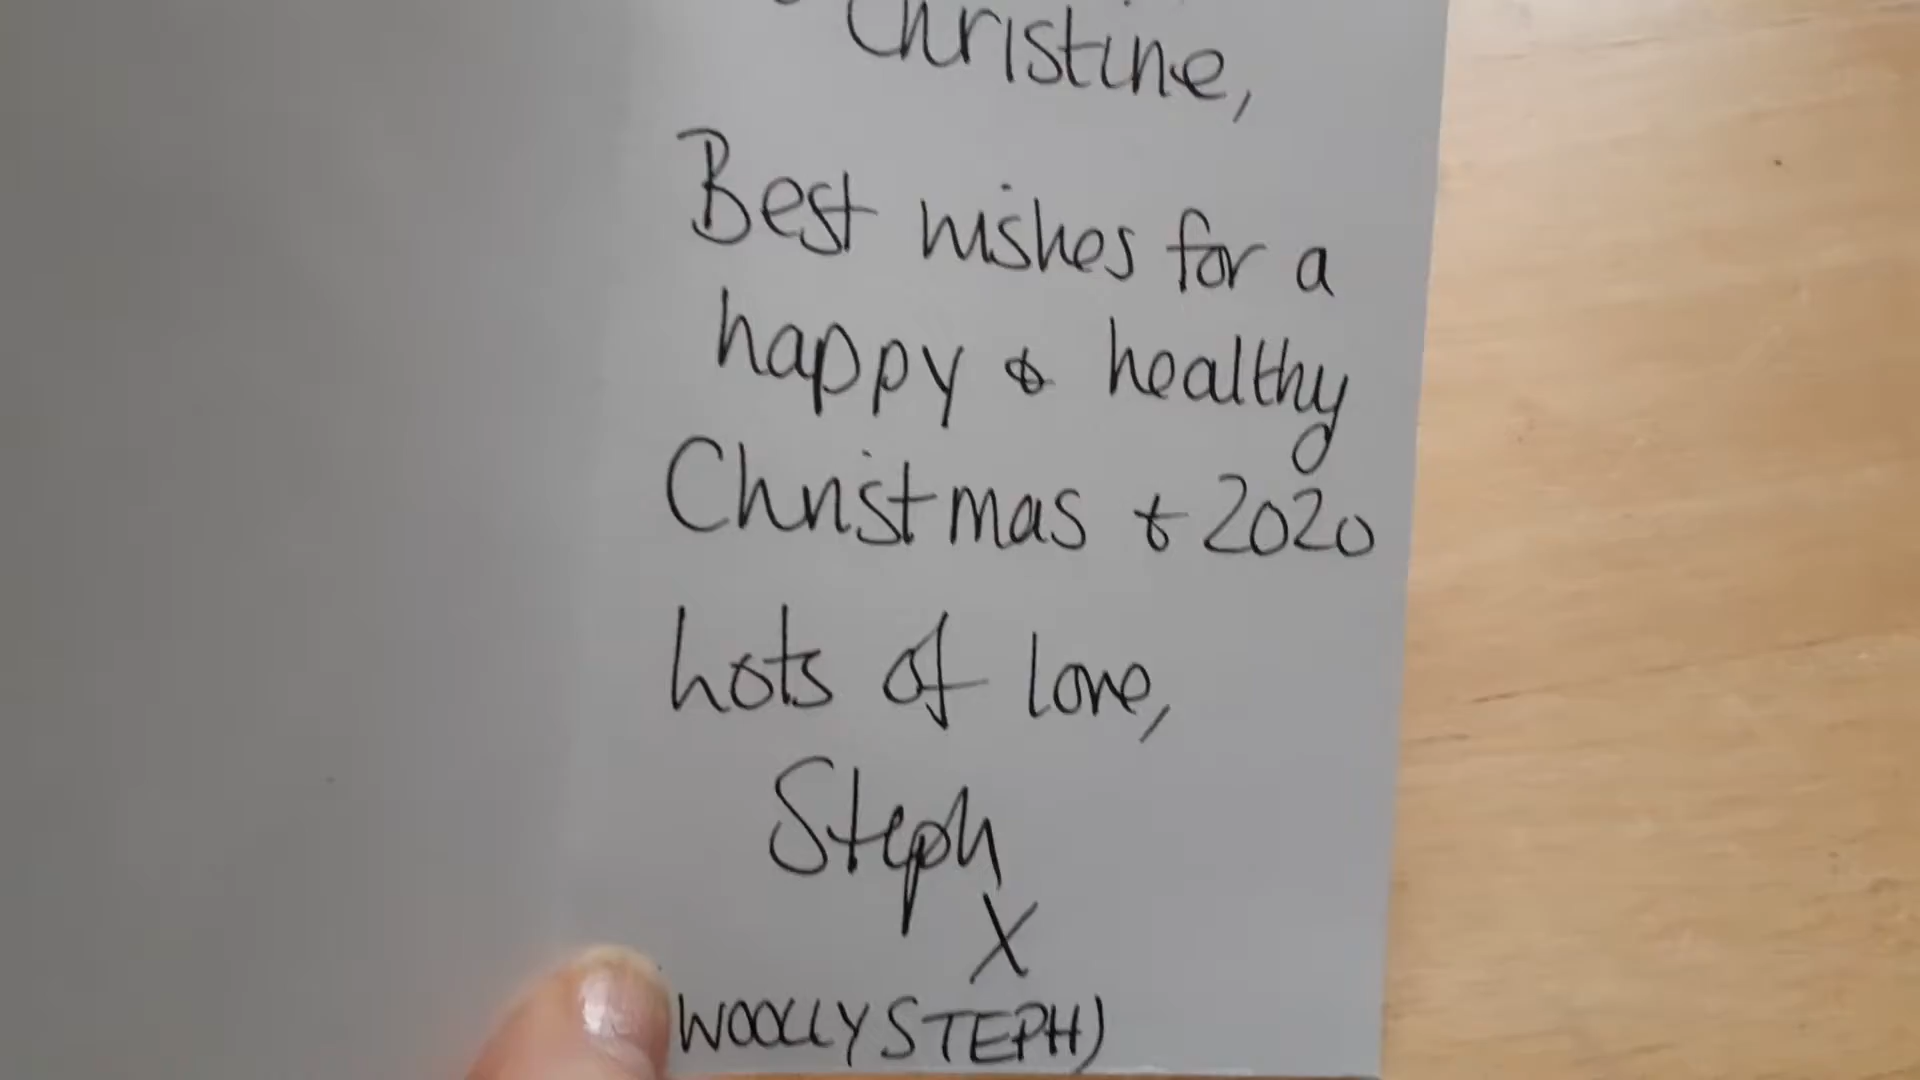 Christine,
Best wishes for a
happy & healthy
Christmas & 2020
Lots of love,
Steph
X
WOOLLYSTEPH)